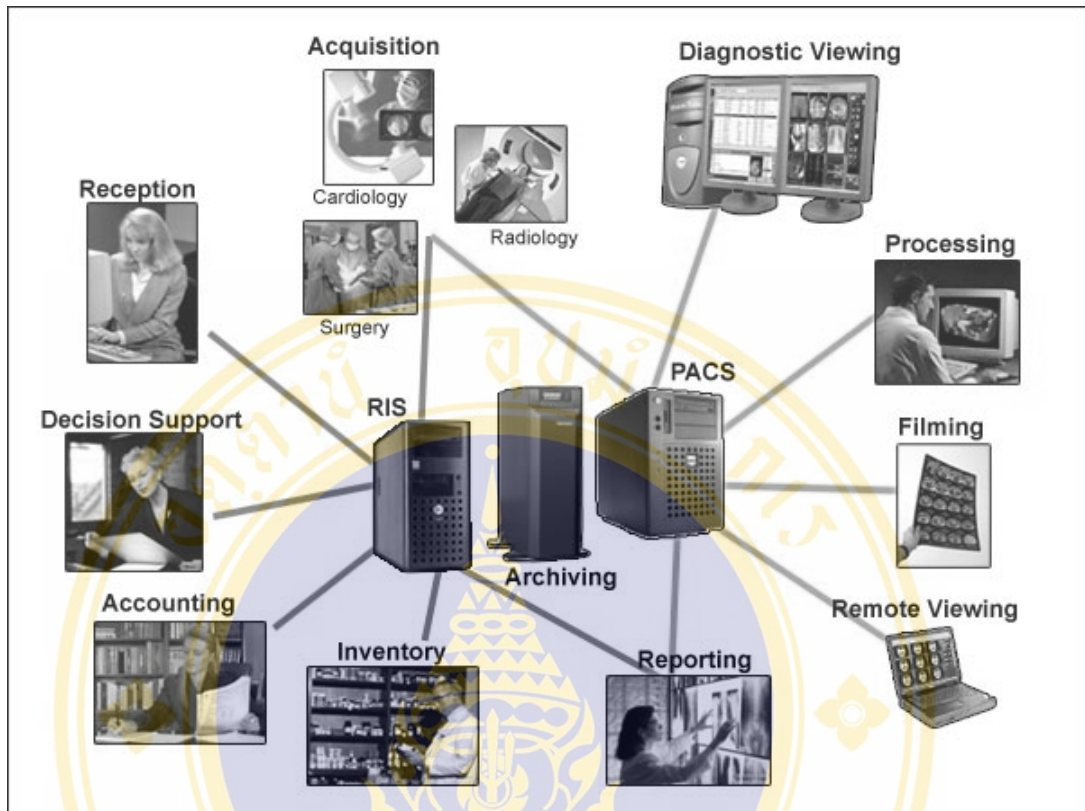 Acquisition
Diagnostic Viewing
Cardiology
Reception
Radiology
Processing
Surgery
PACS
RIS
Decision Support
Filming
Archiving
Accounting
Remote Viewing
Inventory
Reporting